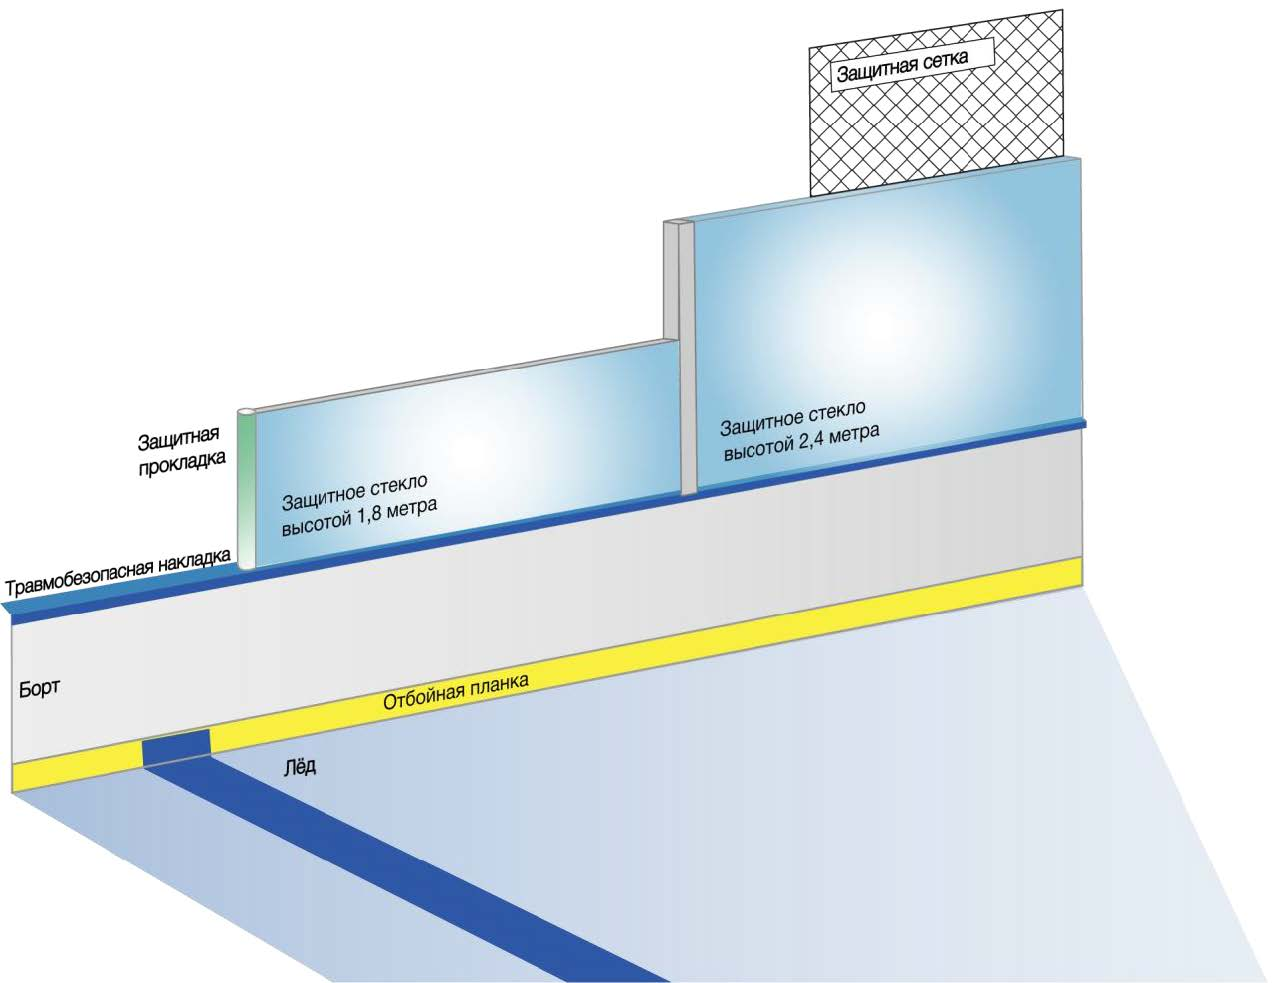 Защитная сетка
Защитная
прокладка
Защитное стекло
высотой 1,8 метра
Защитное стекло
высотой 2,4 метра
Травмобезопасная накладка
Борт
Отбойная планка
Лёд